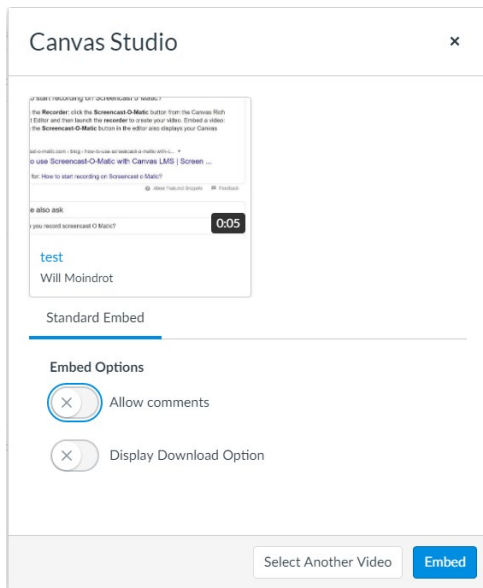 Canvas Studio
×
the Recorder: click the Screencast-O-Matic button from the Canvas Rich
t Editor and then launch the recorder to create your video. Embed a video:
the Screencast-O-Matic button in the editor also displays your Canvas
o use Screencast-O-Matic with Canvas LMS | Screen ...
for: How to start recording on Screencast o Matic?
About Featured Snippets Feedback
e also ask
you record screencast O Matic?
0:05
test
Will Moindrot
Standard Embed
Embed Options
Allow comments
Display Download Option
Select Another Video
Embed